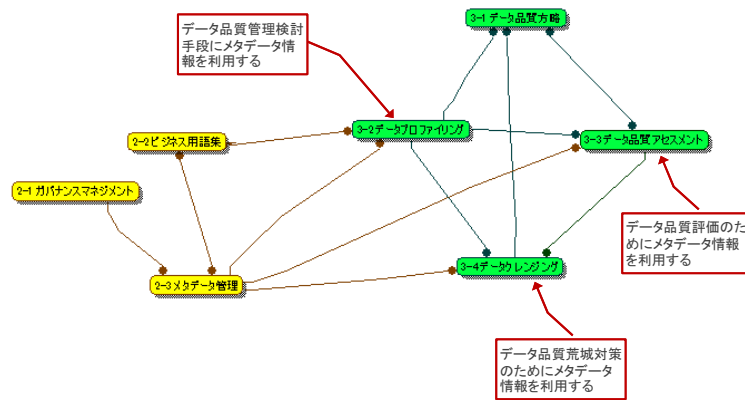 3-1 データ品質方略
データ品質管理検討
手段にメタデータ情
報を利用する
3-2データプロファイリング
2-2ビジネス用語集
3-3データ品質アセスメント
2-1 ガバナンスマネジメント
データ品質評価のた
めにメタデータ情報
を利用する
3-4データクレンジング
2-3メタデータ管理
データ品質荒城対策
のためにメタデータ
情報を利用する